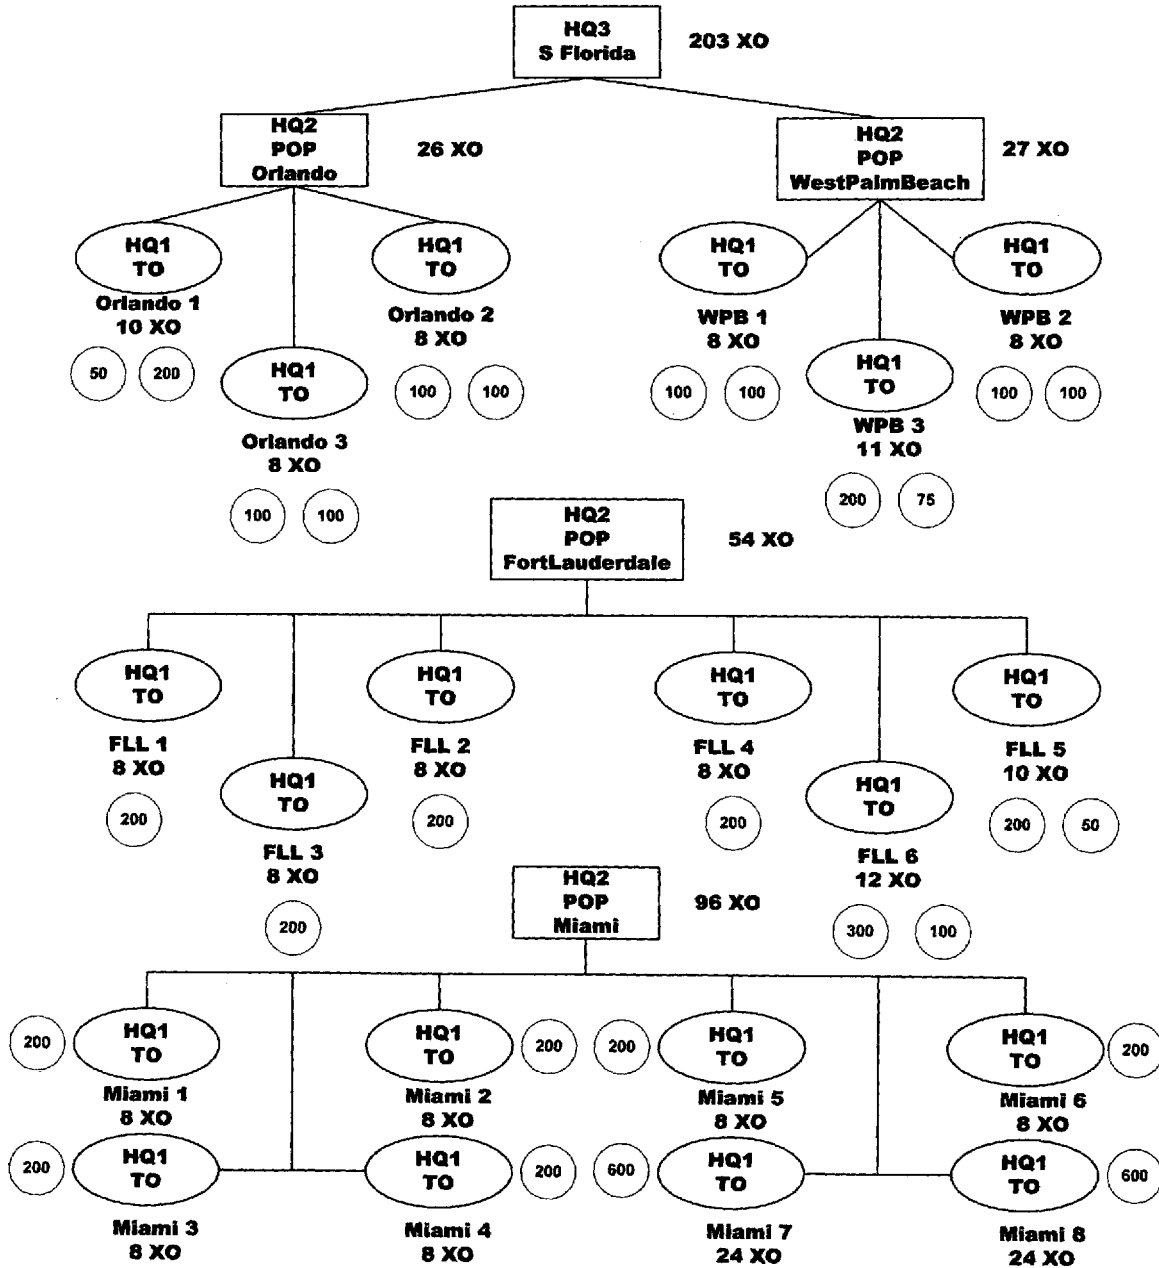 HQ3
S Florida
203 XO
HQ2
POP
Orlando
26 XO
HQ2
POP
WestPalmBeach
27 XO
HQ1
TO
Orlando 1
10 XO
50
200
HQ1
TO
Orlando 2
8 XO
100
100
HQ1
TO
Orlando 3
8 XO
100
100
HQ1
TO
WPB 1
8 XO
100
100
HQ1
TO
WPB 2
8 XO
100
100
HQ1
TO
WPB 3
11 XO
200
75
HQ2
POP
FortLauderdale
54 XO
HQ1
TO
FLL 1
8 XO
200
HQ1
TO
FLL 3
8 XO
200
HQ1
TO
FLL 2
8 XO
200
HQ1
TO
FLL 4
8 XO
200
HQ1
TO
FLL 6
12 XO
300
100
HQ1
TO
FLL 5
10 XO
200
50
HQ2
POP
Miami
96 XO
200
HQ1
TO
Miami 1
8 XO
HQ1
TO
200
Miami 2
8 XO
200
HQ1
TO
Miami 5
8 XO
HQ1
TO
200
Miami 6
8 XO
200
HQ1
TO
Miami 3
8 XO
HQ1
TO
200
Miami 4
8 XO
600
HQ1
TO
Miami 7
24 XO
HQ1
TO
600
Miami 8
24 XO